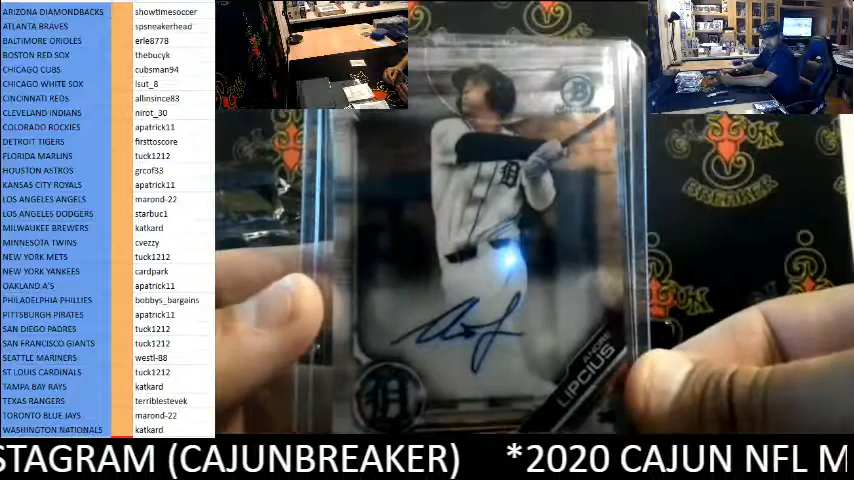 ARIZONA DIAMONDBACKS showtimesoccer
ATLANTA BRAVES spsneakerhead
BALTIMORE ORIOLES erle8778
BOSTON RED SOX thebucyk
CHICAGO CUBS cubsman94
CHICAGO WHITE SOX lsut_8
CINCINNATI REDS allinsince83
CLEVELAND INDIANS nirot_30
COLORADO ROCKIES apatrick11
DETROIT TIGERS firsttoscore
FLORIDA MARLINS tuck1212
HOUSTON ASTROS grcof33
KANSAS CITY ROYALS apatrick11
LOS ANGELES ANGELS marond-22
LOS ANGELES DODGERS starbuc1
MILWAUKEE BREWERS katkard
MINNESOTA TWINS cvezzy
NEW YORK METS tuck1212
NEW YORK YANKEES cardpark
OAKLAND A'S apatrick11
PHILADELPHIA PHILLIES bobbys_bargains
PITTSBURGH PIRATES apatrick11
SAN DIEGO PADRES tuck1212
SAN FRANCISCO GIANTS tuck1212
SEATTLE MARINERS westl-88
ST LOUIS CARDINALS tuck1212
TAMPA BAY RAYS katkard
TEXAS RANGERS terriblestevek
TORONTO BLUE JAYS marond-22
WASHINGTON NATIONALS katkard
B
D
D
ANDRE
LIPCIUS
BREAKER
STAGRAM (CAJUNBREAKER) *2020 CAJUN NFL M